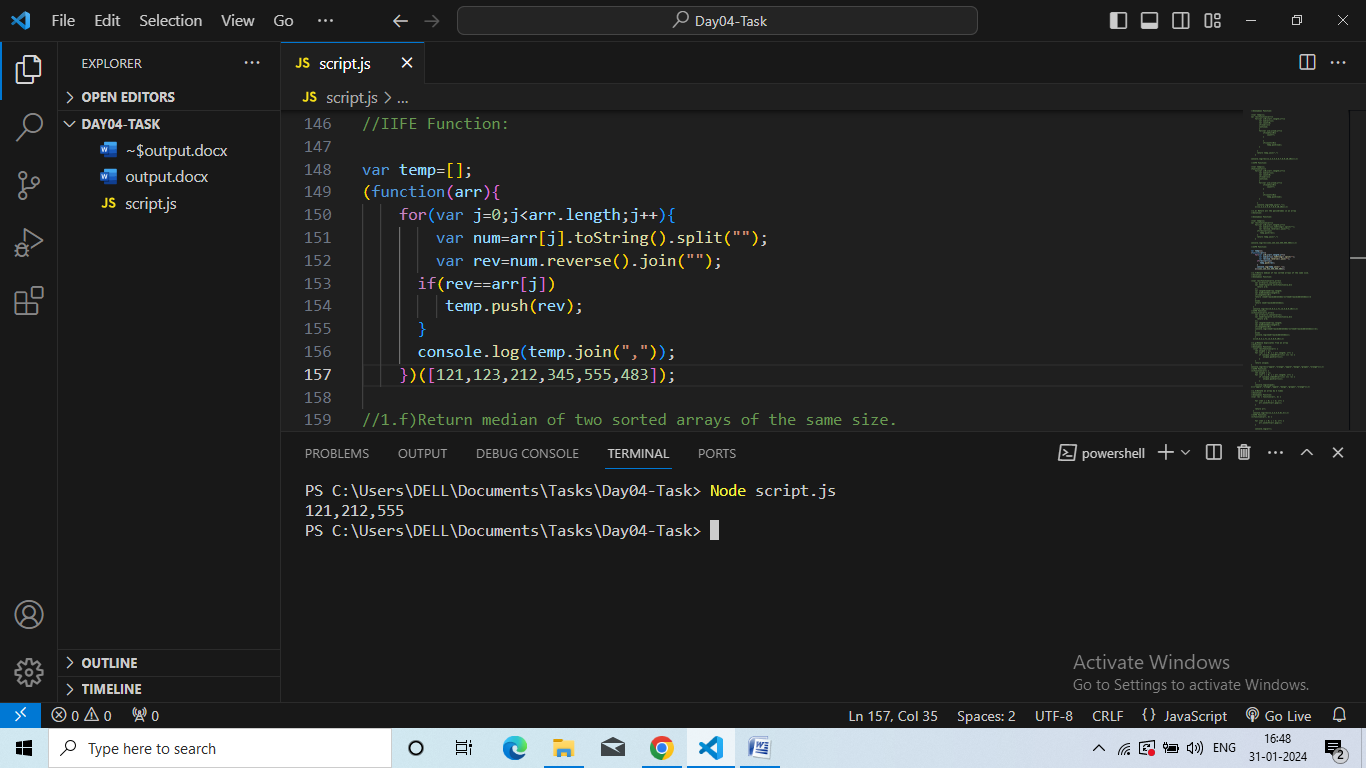 File Edit Selection View Go ··· Day04-Task
EXPLORER ···
OPEN EDITORS
DAY04-TASK
~$output.docx
output.docx
JS script.js
JS script.js
JS script.js > ...
146 //IIFE Function:
147
148 var temp=[];
149 (function(arr){
150 for(var j=0;j<arr.length;j++){
151 var num=arr[j].toString().split("");
152 var rev=num.reverse().join("");
153 if(rev==arr[j])
154 temp.push(rev);
155 }
156 console.log(temp.join(","));
157 })([121,123,212,345,555,483]);
158
159 //1.f)Return median of two sorted arrays of the same size.
PROBLEMS OUTPUT DEBUG CONSOLE TERMINAL PORTS powershell
PS C:\Users\DELL\Documents\Tasks\Day04-Task> Node script.js
121,212,555
PS C:\Users\DELL\Documents\Tasks\Day04-Task>
OUTLINE
TIMELINE
Activate Windows
Go to Settings to activate Windows.
0 0 0 Ln 157, Col 35 Spaces: 2 UTF-8 CRLF {} JavaScript Go Live
Type here to search
ENG 16:48
31-01-2024
2